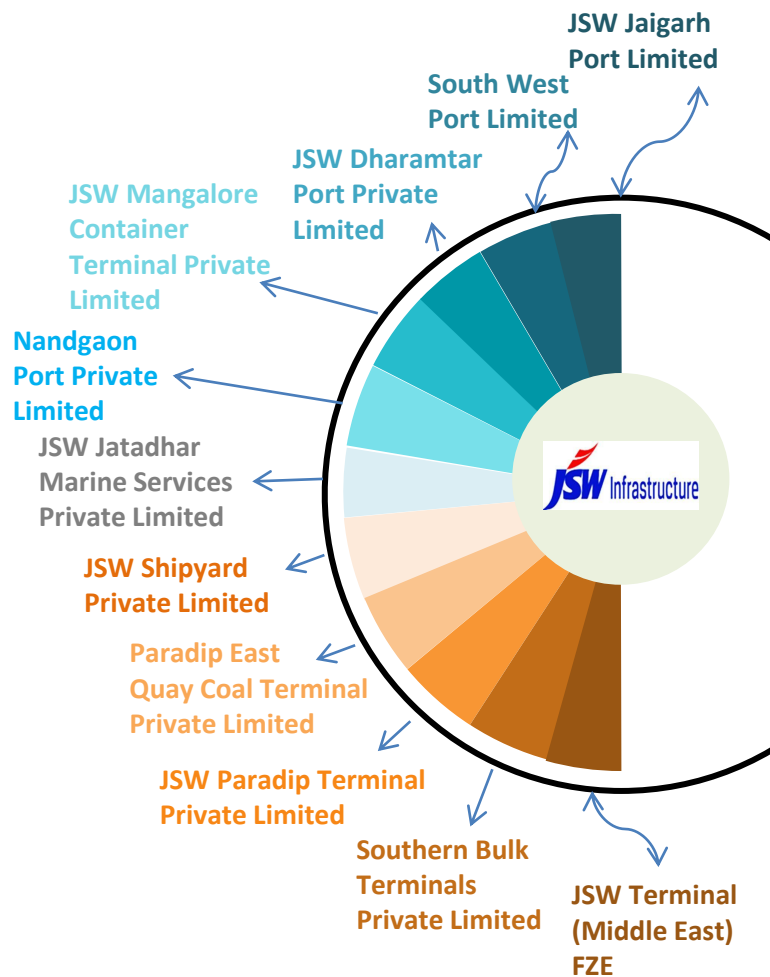 JSW Jaigarh
Port Limited
South West
Port Limited
JSW Dharamtar
Port Private
Limited
JSW Mangalore
Container
Terminal Private
Limited
Nandgaon
Port Private
Limited
JSW Jatadhar
Marine Services
Private Limited
JSW Shipyard
Private Limited
Paradip East
Quay Coal Terminal
Private Limited
JSW Paradip Terminal
Private Limited
Southern Bulk
Terminals
Private Limited
JSW Terminal
(Middle East)
FZE
JSW Infrastructure